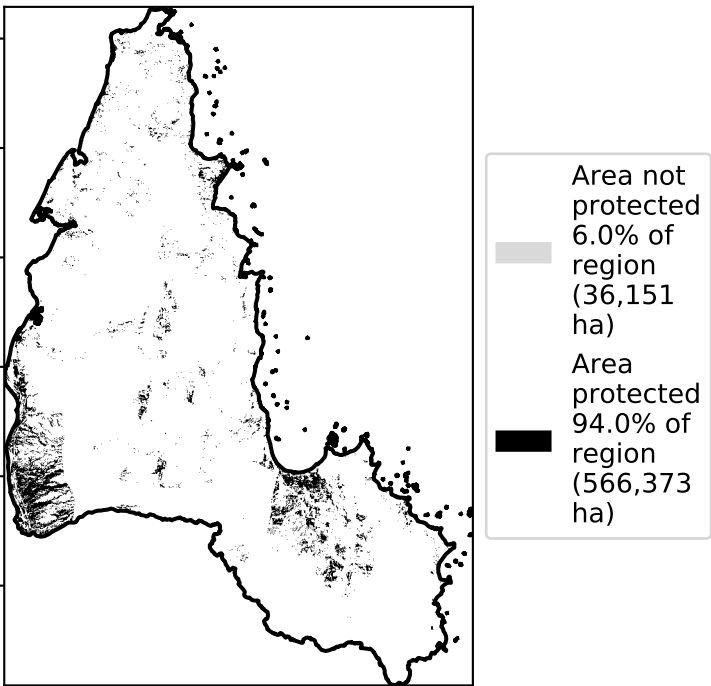 Area not
protected
6.0% of
region
(36,151
ha)
Area
protected
94.0% of
region
(566,373
ha)